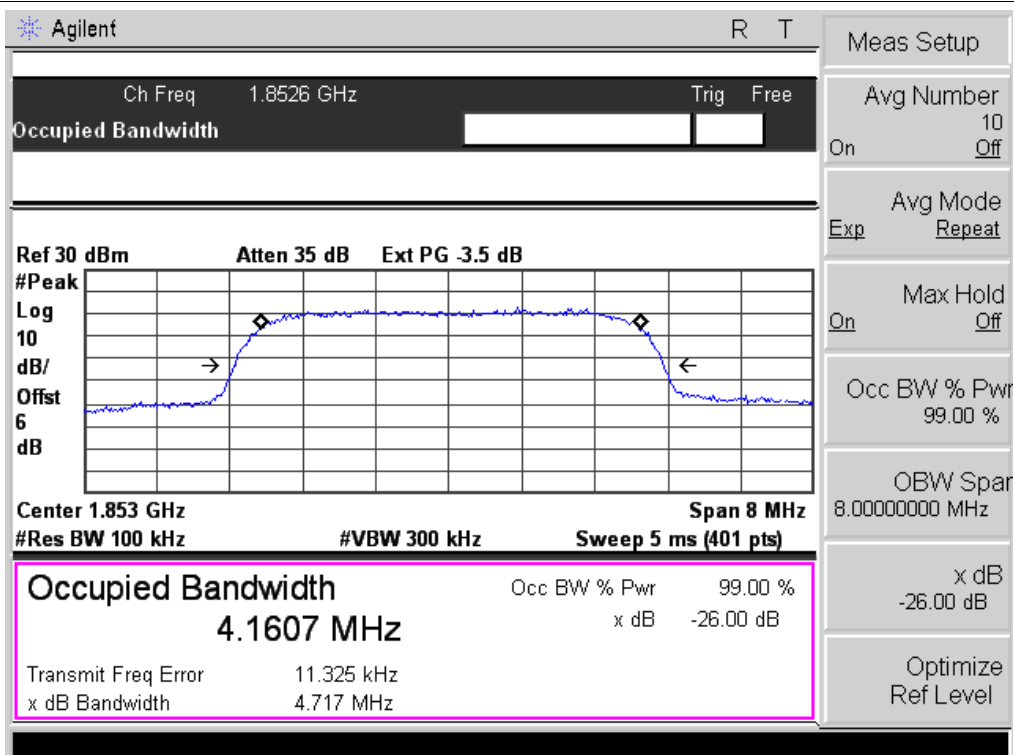 Agilent R T
Meas Setup
Ch Freq 1.8526 GHz Trig Free
Occupied Bandwidth
Avg Number
10
On Off
Avg Mode
Exp Repeat
Ref 30 dBm Atten 35 dB Ext PG -3.5 dB
#Peak
Log
10
dB/
Offst
6
dB
Max Hold
On Off
Occ BW % Pwr
99.00 %
Center 1.853 GHz Span 8 MHz
#Res BW 100 kHz #VBW 300 kHz Sweep 5 ms (401 pts)
OBW Span
8.00000000 MHz
Occupied Bandwidth
4.1607 MHz
Occ BW % Pwr 99.00 %
x dB -26.00 dB
Transmit Freq Error 11.325 kHz
x dB Bandwidth 4.717 MHz
x dB
-26.00 dB
Optimize
Ref Level